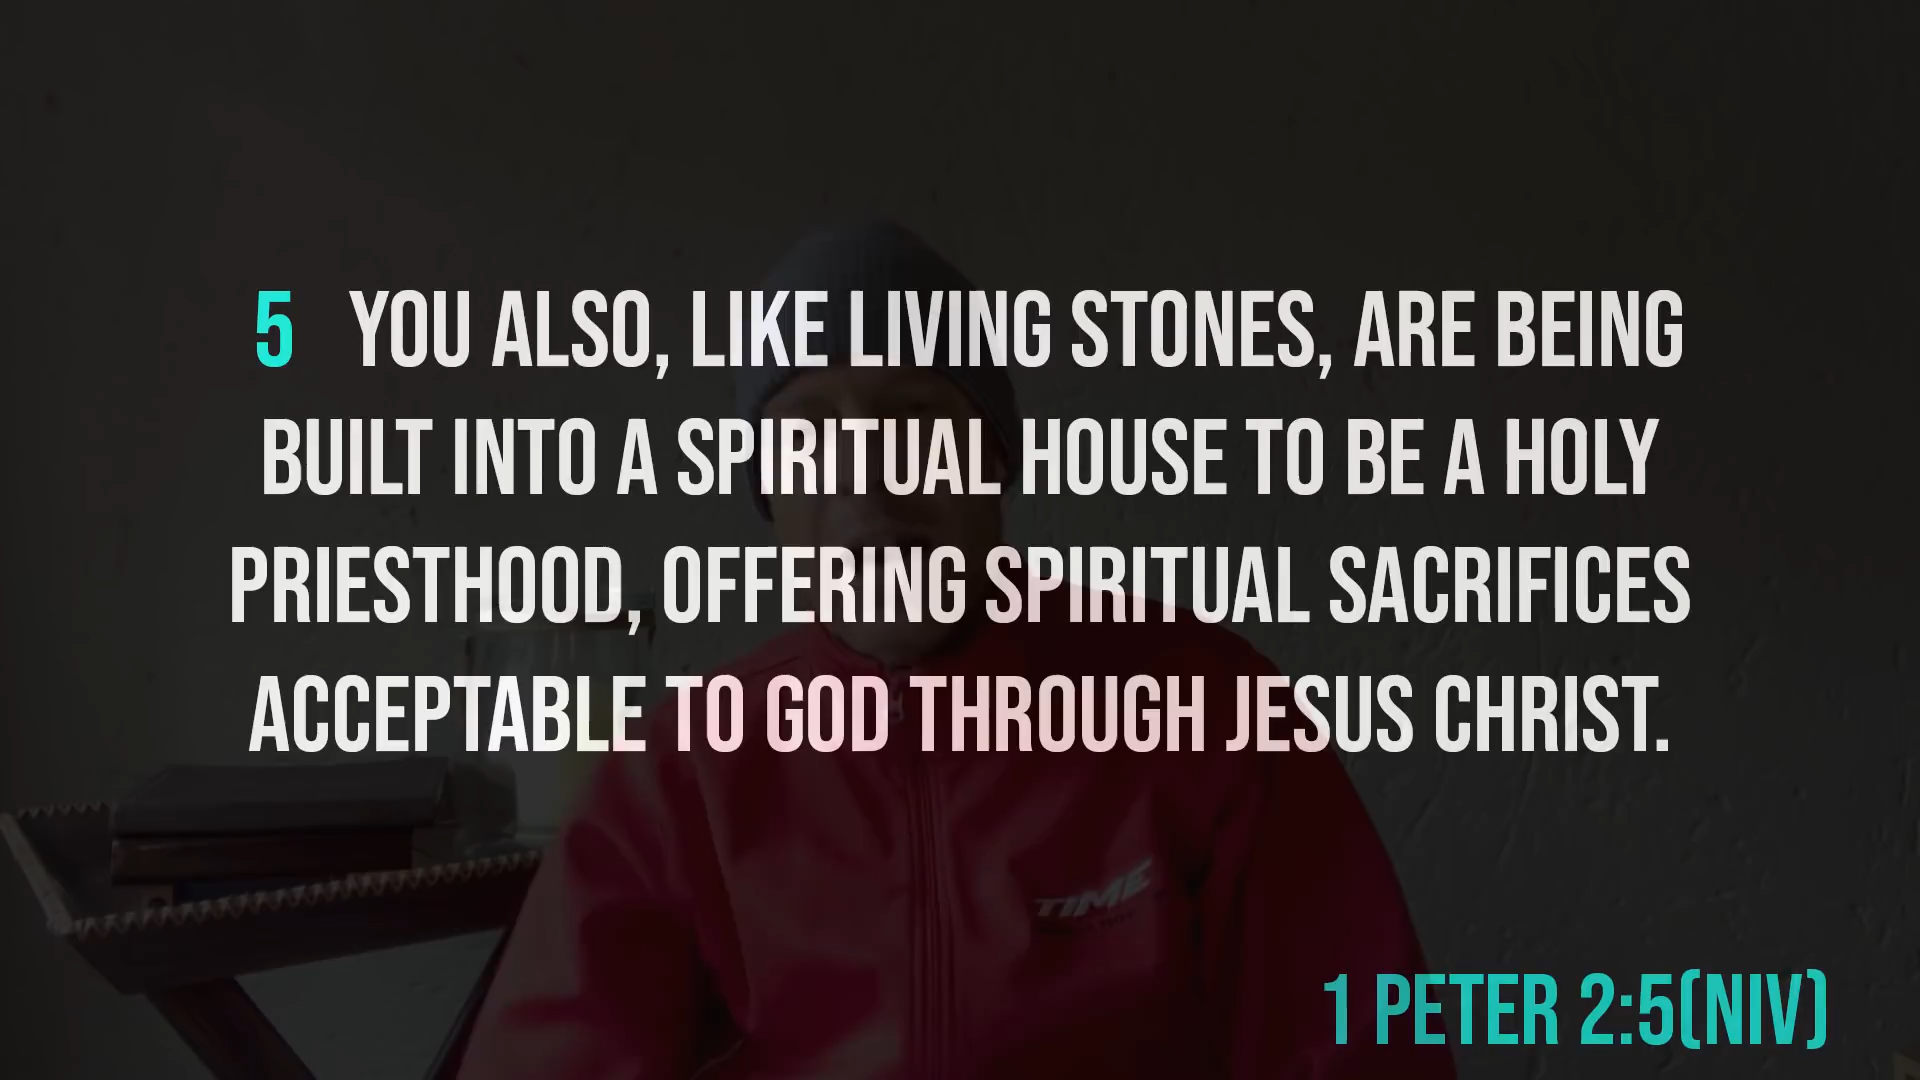 5 YOU ALSO, LIKE LIVING STONES, ARE BEING
BUILT INTO A SPIRITUAL HOUSE TO BE A HOLY
PRIESTHOOD, OFFERING SPIRITUAL SACRIFICES
ACCEPTABLE TO GOD THROUGH JESUS CHRIST.
TIME
1 PETER 2:5(NIV)